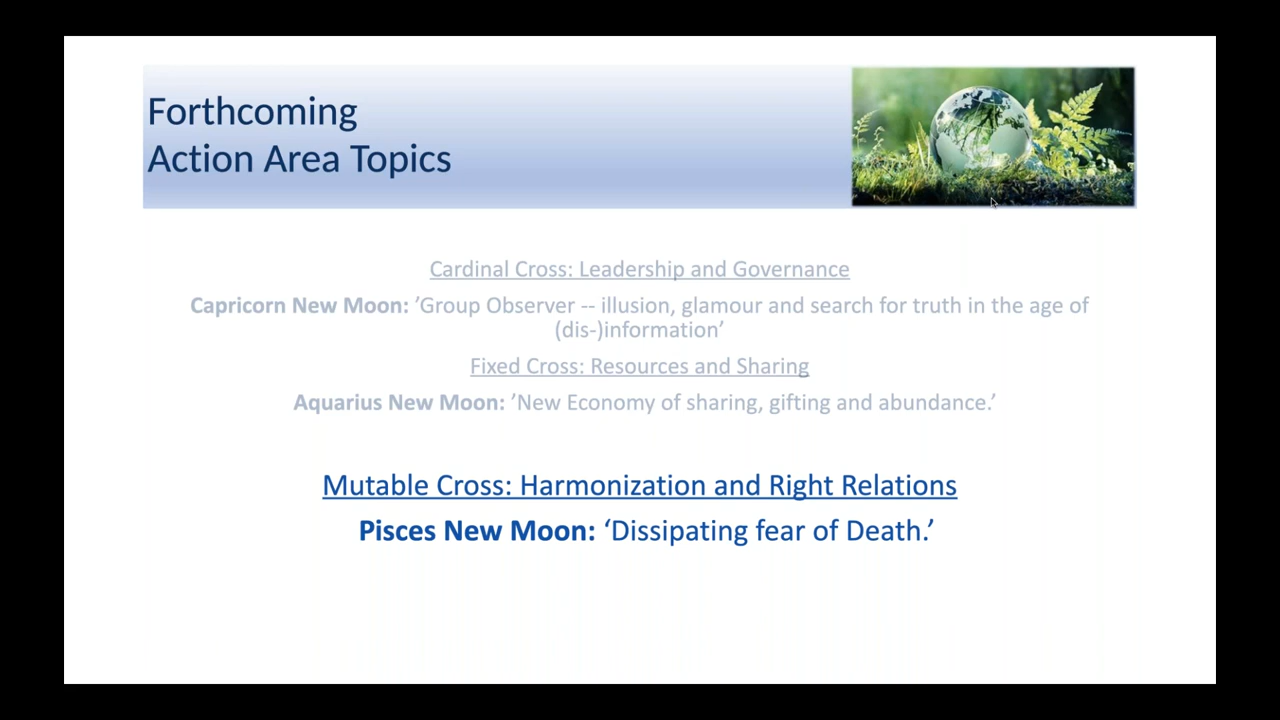 Forthcoming
Action Area Topics
Cardinal Cross: Leadership and Governance
Capricorn New Moon: ’Group Observer -- illusion, glamour and search for truth in the age of
(dis-)information’
Fixed Cross: Resources and Sharing
Aquarius New Moon: ’New Economy of sharing, gifting and abundance.’
Mutable Cross: Harmonization and Right Relations
Pisces New Moon: ‘Dissipating fear of Death.’